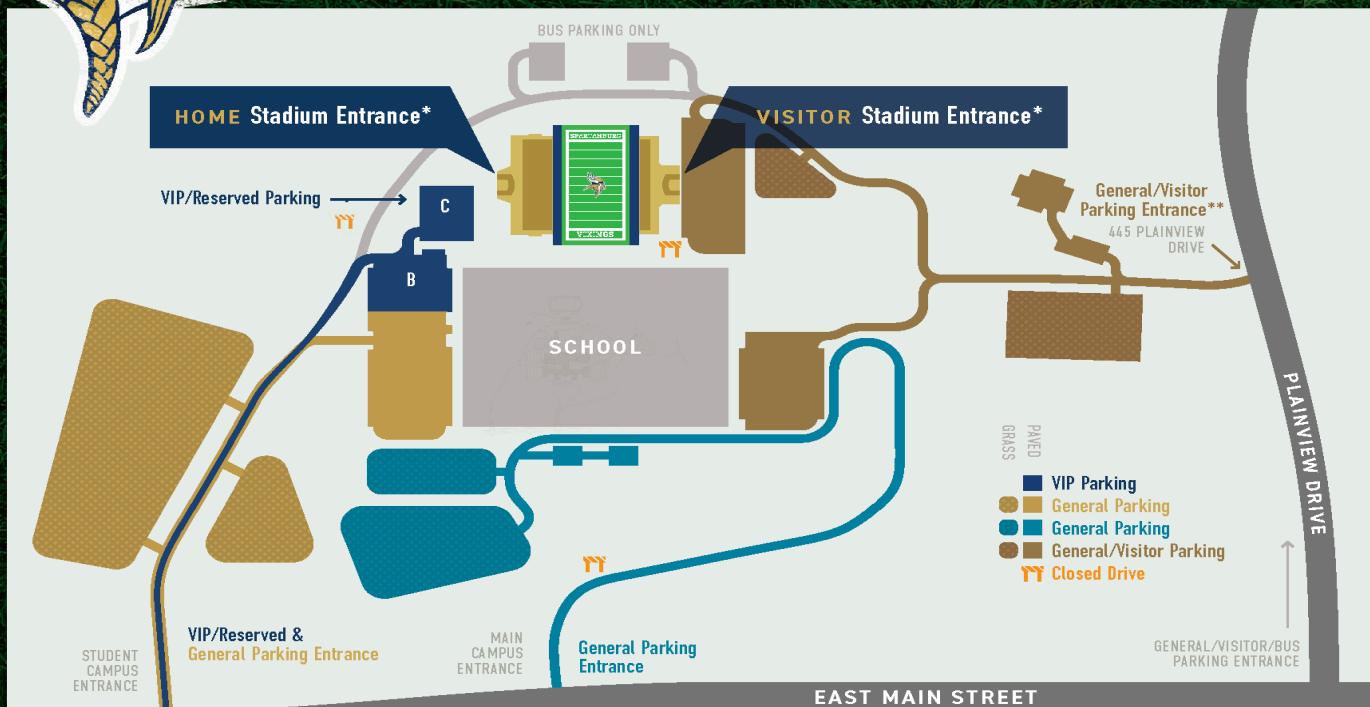 BUS PARKING ONLY
HOME Stadium Entrance*
VISITOR Stadium Entrance*
SPARTANBURG
VIKINGS
VIP/Reserved Parking
C
B
General/Visitor
Parking Entrance**
445 PLAINVIEW
DRIVE
SCHOOL
PLAINVIEW DRIVE
GRASS
PAVED
VIP Parking
General Parking
General Parking
General/Visitor Parking
Closed Drive
STUDENT
CAMPUS
ENTRANCE
VIP/Reserved &
General Parking Entrance
MAIN
CAMPUS
ENTRANCE
General Parking
Entrance
GENERAL/VISITOR/BUS
PARKING ENTRANCE
EAST MAIN STREET